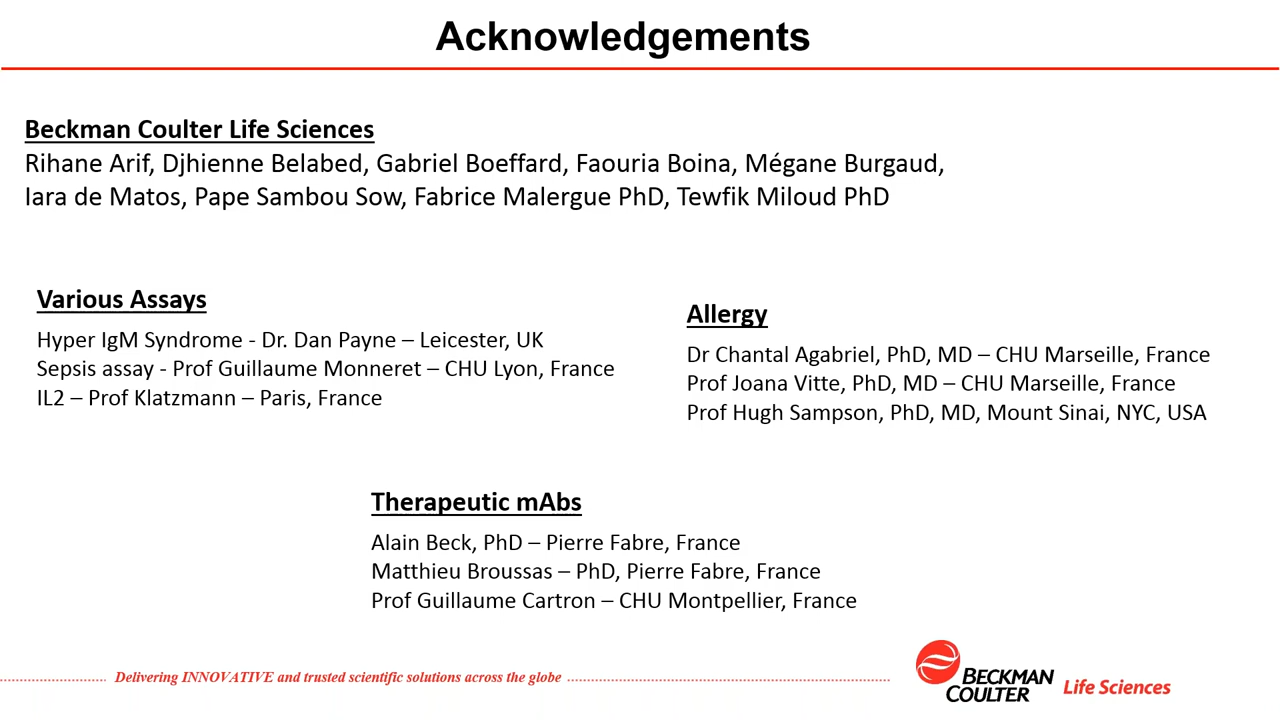 Acknowledgements
Beckman Coulter Life Sciences
Rihane Arif, Djhienne Belabed, Gabriel Boeffard, Faouria Boina, Mégane Burgaud,
Iara de Matos, Pape Sambou Sow, Fabrice Malergue PhD, Tewfik Miloud PhD
Various Assays
Hyper IgM Syndrome - Dr. Dan Payne – Leicester, UK
Sepsis assay - Prof Guillaume Monneret – CHU Lyon, France
IL2 – Prof Klatzmann – Paris, France
Allergy
Dr Chantal Agabriel, PhD, MD – CHU Marseille, France
Prof Joana Vitte, PhD, MD – CHU Marseille, France
Prof Hugh Sampson, PhD, MD, Mount Sinai, NYC, USA
Therapeutic mAbs
Alain Beck, PhD – Pierre Fabre, France
Matthieu Broussas – PhD, Pierre Fabre, France
Prof Guillaume Cartron – CHU Montpellier, France
Delivering INNOVATIVE and trusted scientific solutions across the globe
BECKMAN
COULTER
Life Sciences